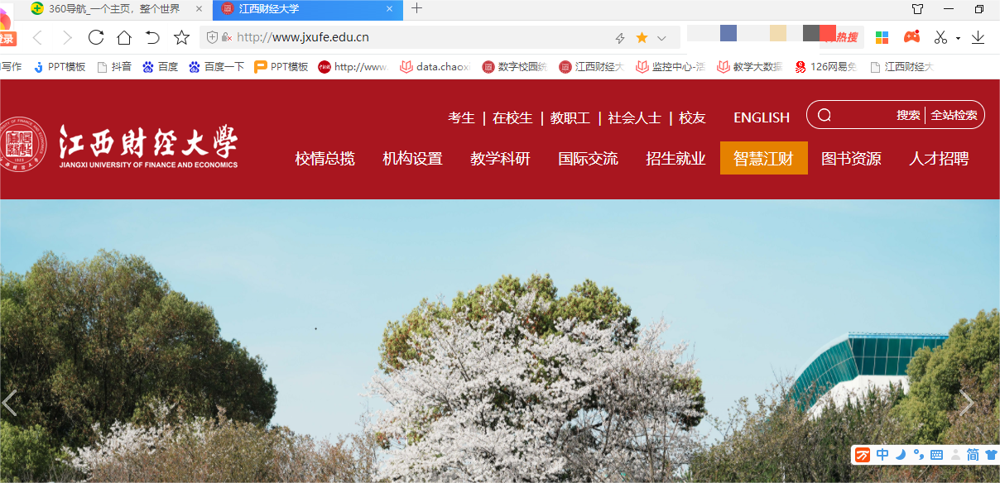 360导航_一个主页，整个世界
江西财经大学
登录
http://www.jxufe.edu.cn
热搜
写作
PPT模板
抖音
百度
百度一下
PPT模板
http://www.
data.chaoxi
数字校园统
江西财经大
监控中心-活
教学大数据
126网易免
江西财经大
考生 | 在校生 | 教职工 | 社会人士 | 校友 ENGLISH 搜索 | 全站检索
江西财经大学
JIANGXI UNIVERSITY OF FINANCE AND ECONOMICS
校情总揽 机构设置 教学科研 国际交流 招生就业 智慧江财 图书资源 人才招聘
中 简